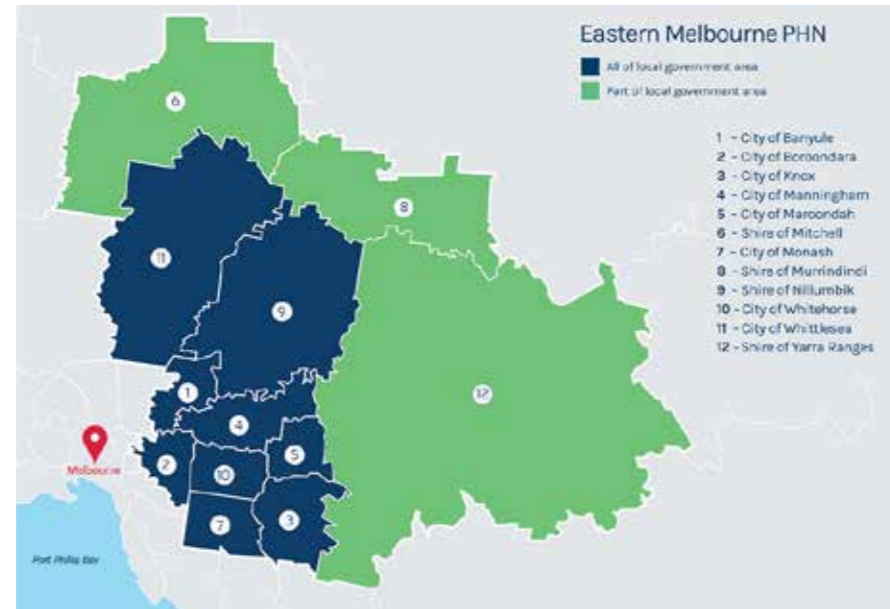 Eastern Melbourne PHN
All of local government area
Part of local government area
1 - City of Banyule
2 - City of Boroondara
3 - City of Knox
4 - City of Manningham
5 - City of Maroondah
6 - Shire of Mitchell
7 - City of Monash
8 - Shire of Murrindindi
9 - Shire of Nillumbik
10 - City of Whitehorse
11 - City of Whittlesea
12 - Shire of Yarra Ranges
6
8
11
9
1
12
4
5
2
10
3
7
Melbourne
Port Phillip Bay